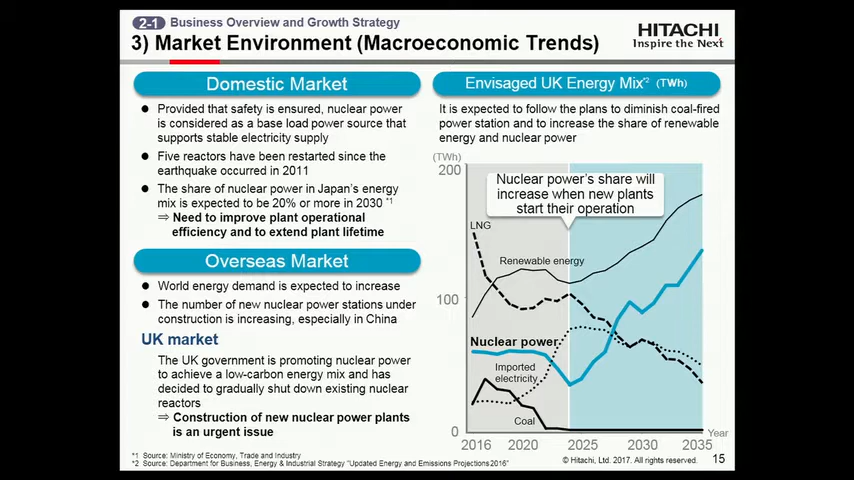 2-1 Business Overview and Growth Strategy
3) Market Environment (Macroeconomic Trends)
HITACHI
Inspire the Next
Domestic Market
● Provided that safety is ensured, nuclear power
is considered as a base load power source that
supports stable electricity supply
● Five reactors have been restarted since the
earthquake occurred in 2011
● The share of nuclear power in Japan's energy
mix is expected to be 20% or more in 2030 *1
⇒ Need to improve plant operational
efficiency and to extend plant lifetime
Overseas Market
● World energy demand is expected to increase
● The number of new nuclear power stations under
construction is increasing, especially in China
UK market
The UK government is promoting nuclear power
to achieve a low-carbon energy mix and has
decided to gradually shut down existing nuclear
reactors
⇒ Construction of new nuclear power plants
is an urgent issue
Envisaged UK Energy Mix*2 (TWh)
It is expected to follow the plans to diminish coal-fired
power station and to increase the share of renewable
energy and nuclear power
(TWh)
200
Nuclear power's share will
increase when new plants
start their operation
LNG
Renewable energy
100
Nuclear power
Imported
electricity
Coal
0
Year
2016 2020 2025 2030 2035
*1 Source: Ministry of Economy, Trade and Industry
*2 Source: Department for Business, Energy & Industrial Strategy "Updated Energy and Emissions Projections2016"
© Hitachi, Ltd. 2017. All rights reserved. 15